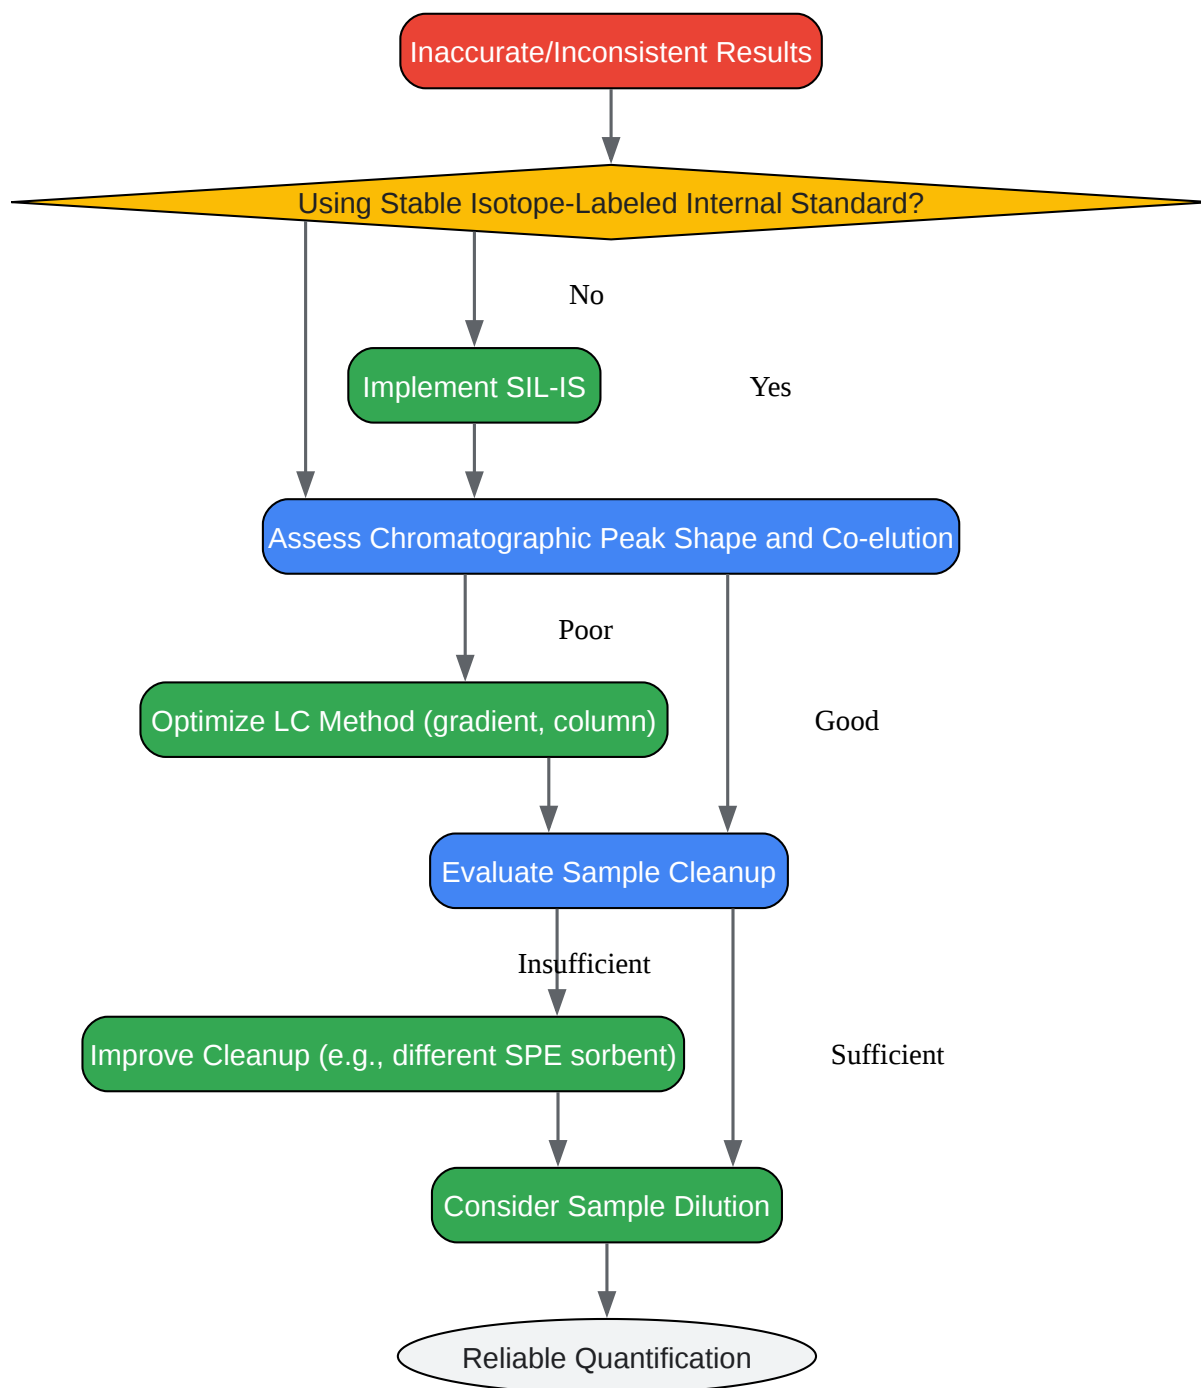 Inaccurate/Inconsistent Results
Using Stable Isotope-Labeled Internal Standard?
No
Implement SIL-IS
Yes
Assess Chromatographic Peak Shape and Co-elution
Poor
Optimize LC Method (gradient, column)
Good
Evaluate Sample Cleanup
Insufficient
Improve Cleanup (e.g., different SPE sorbent)
Sufficient
Consider Sample Dilution
Reliable Quantification